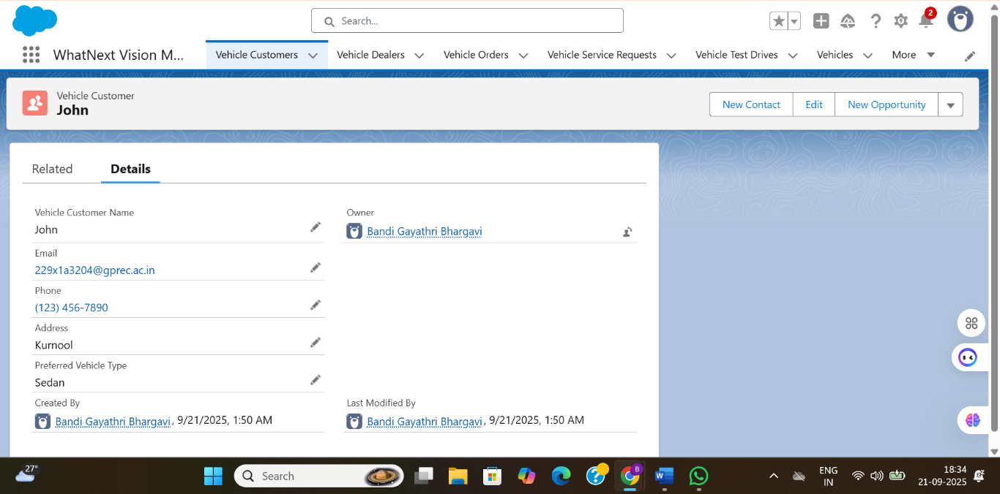 Search...
2
WhatNext Vision M...
Vehicle Customers
Vehicle Dealers
Vehicle Orders
Vehicle Service Requests
Vehicle Test Drives
Vehicles
More
Vehicle Customer
John
New Contact
Edit
New Opportunity
Related
Details
Vehicle Customer Name
John
Owner
Bandi Gayathri Bhargavi
Email
229x1a3204@gprec.ac.in
Phone
(123) 456-7890
Address
Kurnool
Preferred Vehicle Type
Sedan
Created By
Bandi Gayathri Bhargavi, 9/21/2025, 1:50 AM
Last Modified By
Bandi Gayathri Bhargavi, 9/21/2025, 1:50 AM
27°
Search
B
W
ENG
IN
18:34
21-09-2025